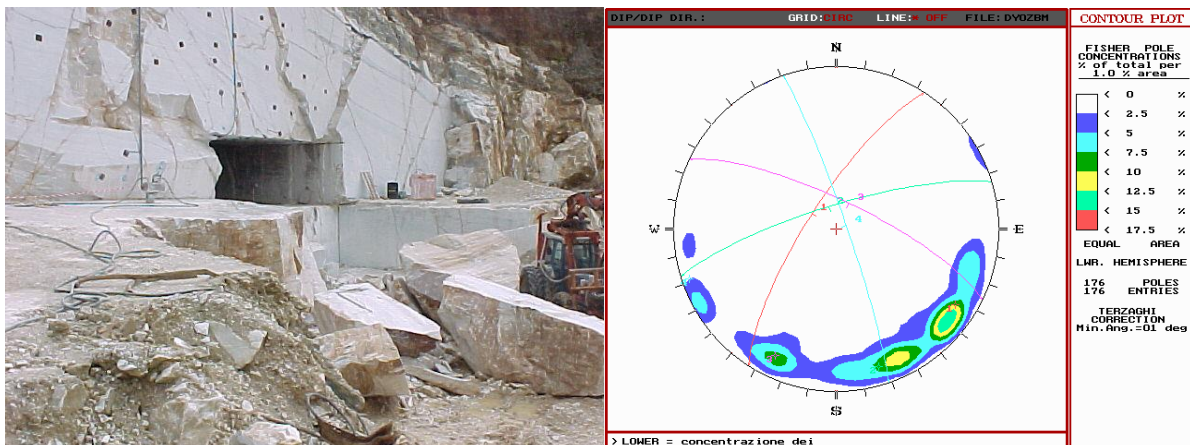 DIP/DIP DIR.: GRID:CIRC LINE:* OFF FILE:DYOZBM
N
W
E
S
1
2
3
4
> LOWER = concentrazione dei
CONTOUR PLOT
FISHER POLE
CONCENTRATIONS
% of total per
1.0 % area
< 0 %
< 2.5 %
< 5 %
< 7.5 %
< 10 %
< 12.5 %
< 15 %
< 17.5 %
EQUAL AREA
LWR. HEMISPHERE
176 POLES
176 ENTRIES
TERZAGHI
CORRECTION
Min.Ang.=01 deg